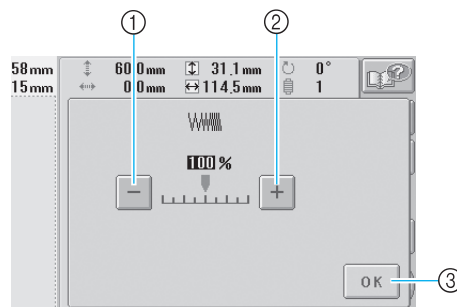 ① ②
58 mm 60.0 mm 31.1 mm 0°
15 mm 0.0 mm 114.5 mm 1
100 %
− +
OK ③